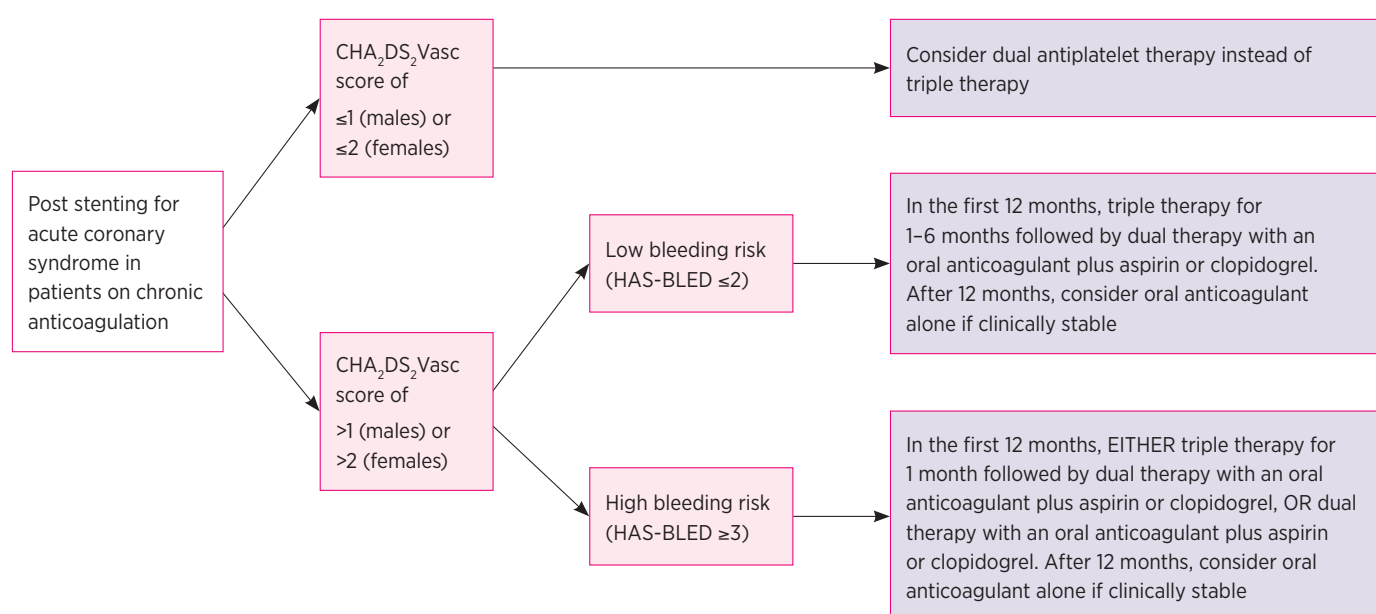 Post stenting for
acute coronary
syndrome in
patients on chronic
anticoagulation
CHA₂DS₂Vasc
score of
≤1 (males) or
≤2 (females)
Consider dual antiplatelet therapy instead of
triple therapy
CHA₂DS₂Vasc
score of
>1 (males) or
>2 (females)
Low bleeding risk
(HAS-BLED ≤2)
In the first 12 months, triple therapy for
1–6 months followed by dual therapy with an
oral anticoagulant plus aspirin or clopidogrel.
After 12 months, consider oral anticoagulant
alone if clinically stable
High bleeding risk
(HAS-BLED ≥3)
In the first 12 months, EITHER triple therapy for
1 month followed by dual therapy with an oral
anticoagulant plus aspirin or clopidogrel, OR dual
therapy with an oral anticoagulant plus aspirin
or clopidogrel. After 12 months, consider oral
anticoagulant alone if clinically stable